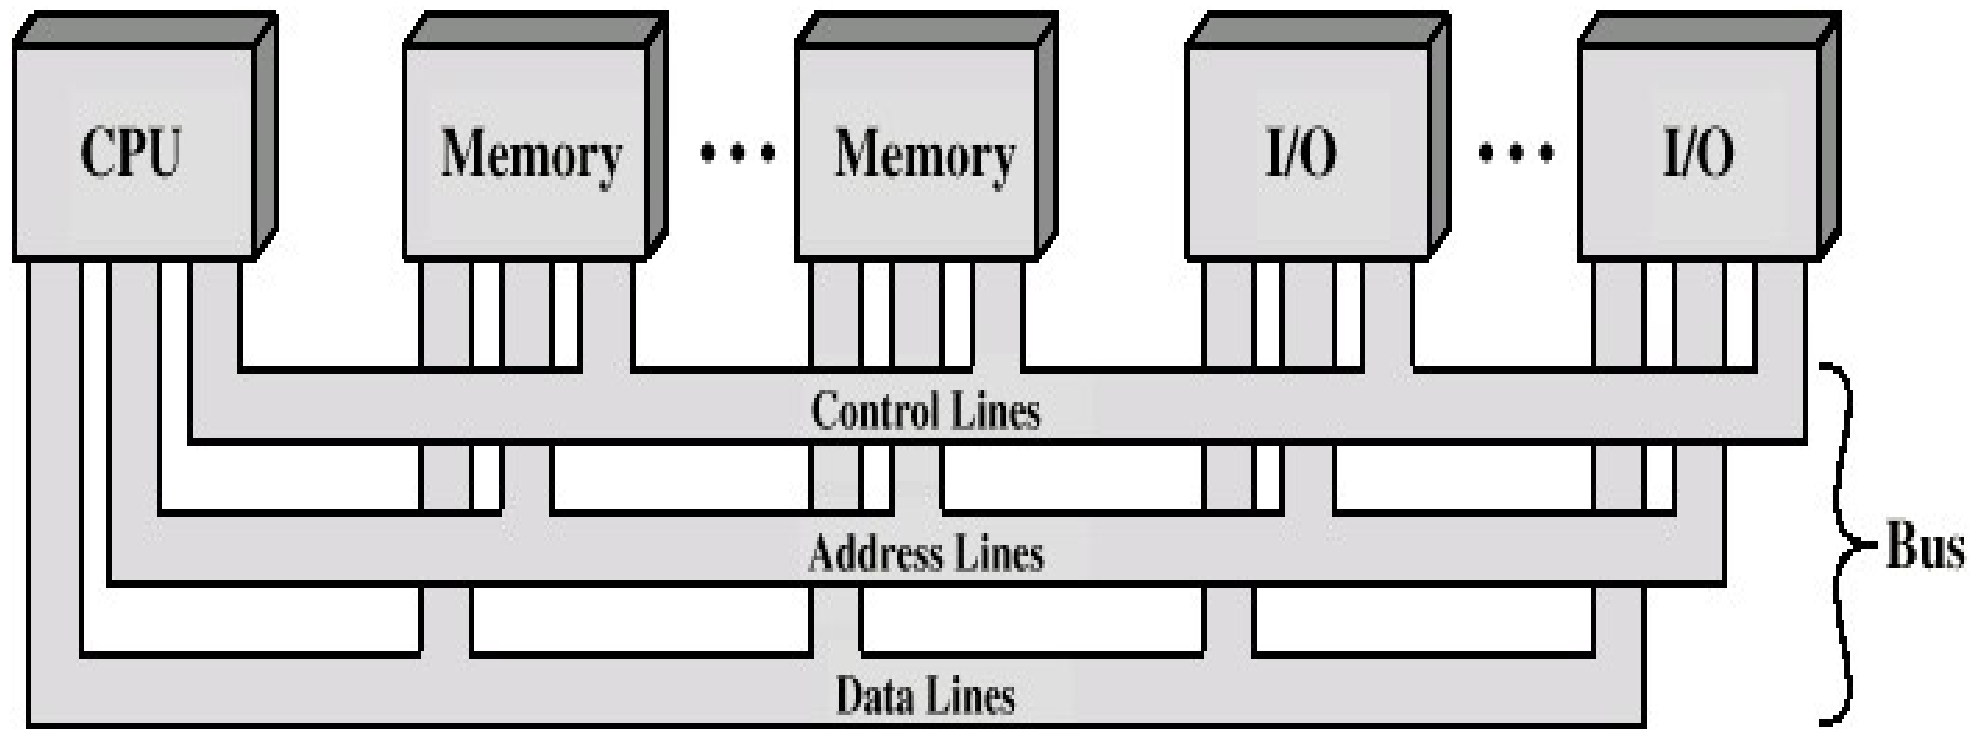 CPU
Memory
•••
Memory
I/O
•••
I/O
Control Lines
Address Lines
Data Lines
Bus